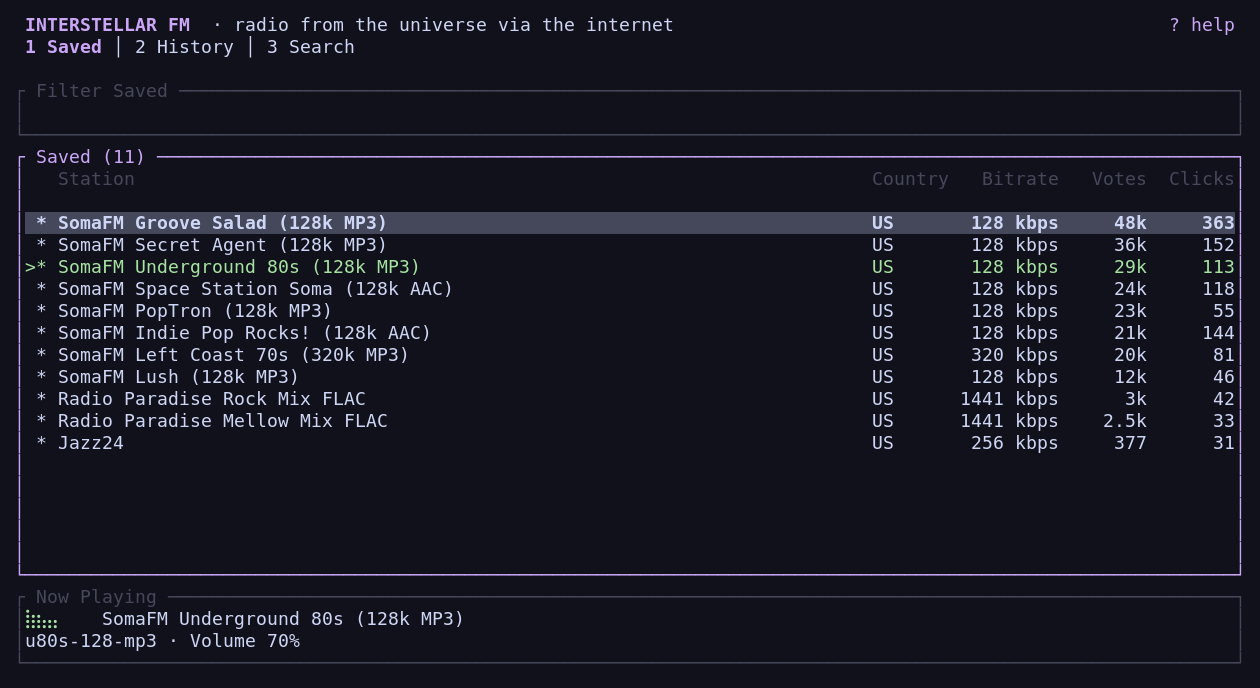 INTERSTELLAR FM · radio from the universe via the internet ? help
1 Saved │ 2 History │ 3 Search
Filter Saved
Saved (11)
Station Country Bitrate Votes Clicks
* SomaFM Groove Salad (128k MP3) US 128 kbps 48k 363
* SomaFM Secret Agent (128k MP3) US 128 kbps 36k 152
>* SomaFM Underground 80s (128k MP3) US 128 kbps 29k 113
* SomaFM Space Station Soma (128k AAC) US 128 kbps 24k 118
* SomaFM PopTron (128k MP3) US 128 kbps 23k 55
* SomaFM Indie Pop Rocks! (128k AAC) US 128 kbps 21k 144
* SomaFM Left Coast 70s (320k MP3) US 320 kbps 20k 81
* SomaFM Lush (128k MP3) US 128 kbps 12k 46
* Radio Paradise Rock Mix FLAC US 1441 kbps 3k 42
* Radio Paradise Mellow Mix FLAC US 1441 kbps 2.5k 33
* Jazz24 US 256 kbps 377 31
Now Playing
SomaFM Underground 80s (128k MP3)
u80s-128-mp3 · Volume 70%